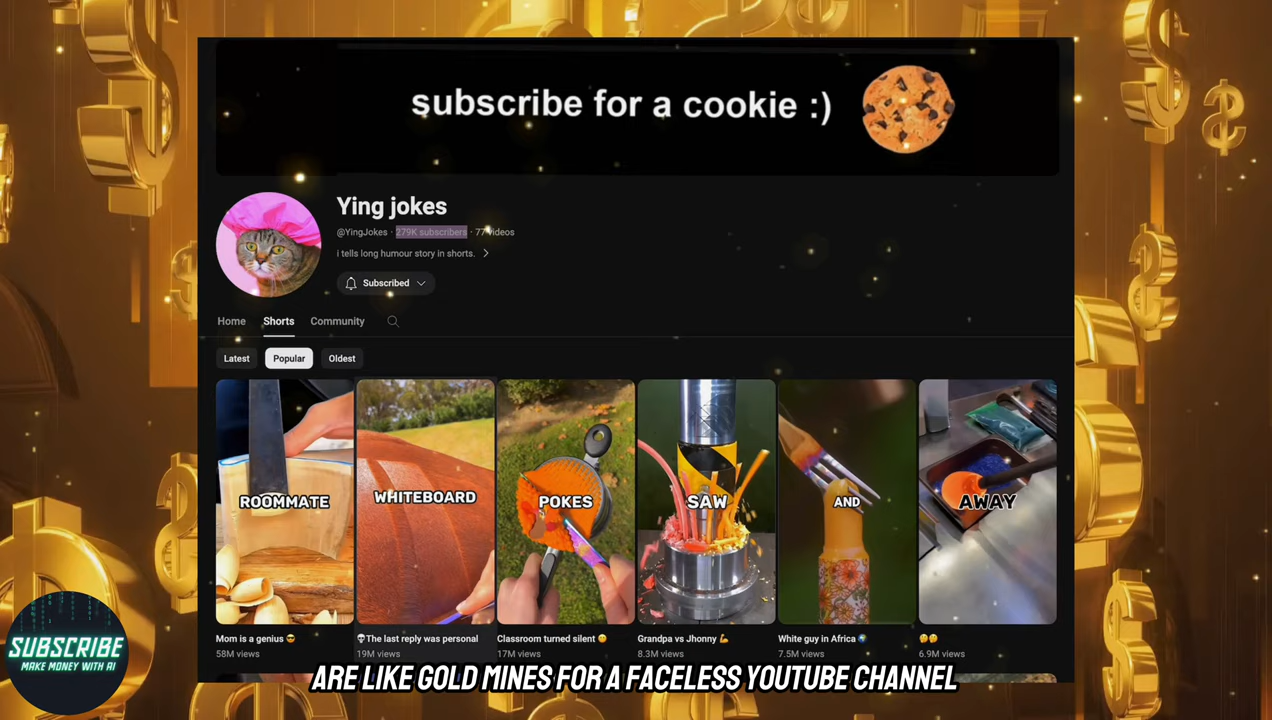 subscribe for a cookie :)
Ying jokes
@YingJokes · 279K subscribers · 77 videos
i tells long humour story in shorts.
Subscribed
Home Shorts Community
Latest Popular Oldest
ROOMMATE WHITEBOARD POKES SAW AND AWAY
Mom is a genius 😎 💀The last reply was personal Classroom turned silent 😁 Grandpa vs Jhonny 💪 White guy in Africa 🌍 🤔🤔
58M views 19M views 17M views 8.3M views 7.5M views 6.9M views
SUBSCRIBE
MAKE MONEY WITH AI
ARE LIKE GOLD MINES FOR A FACELESS YOUTUBE CHANNEL